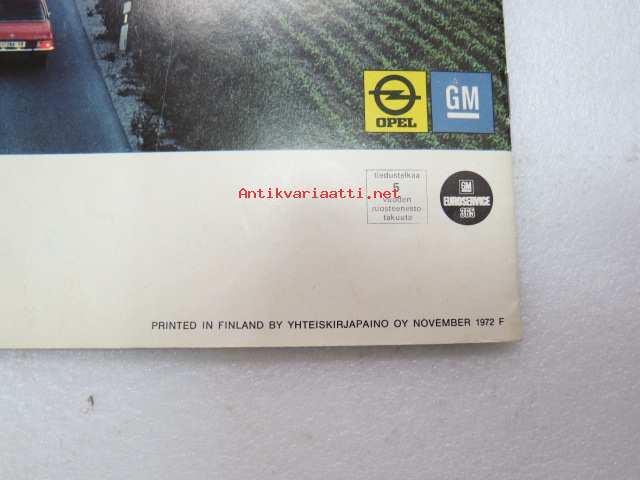 OPEL
GM
tiedustelkaa
5
vuoden
ruosteenesto
takuuta
GM
EUROSERVICE
365
Antikvariaatti.net
PRINTED IN FINLAND BY YHTEISKIRJAPAINO OY NOVEMBER 1972 F